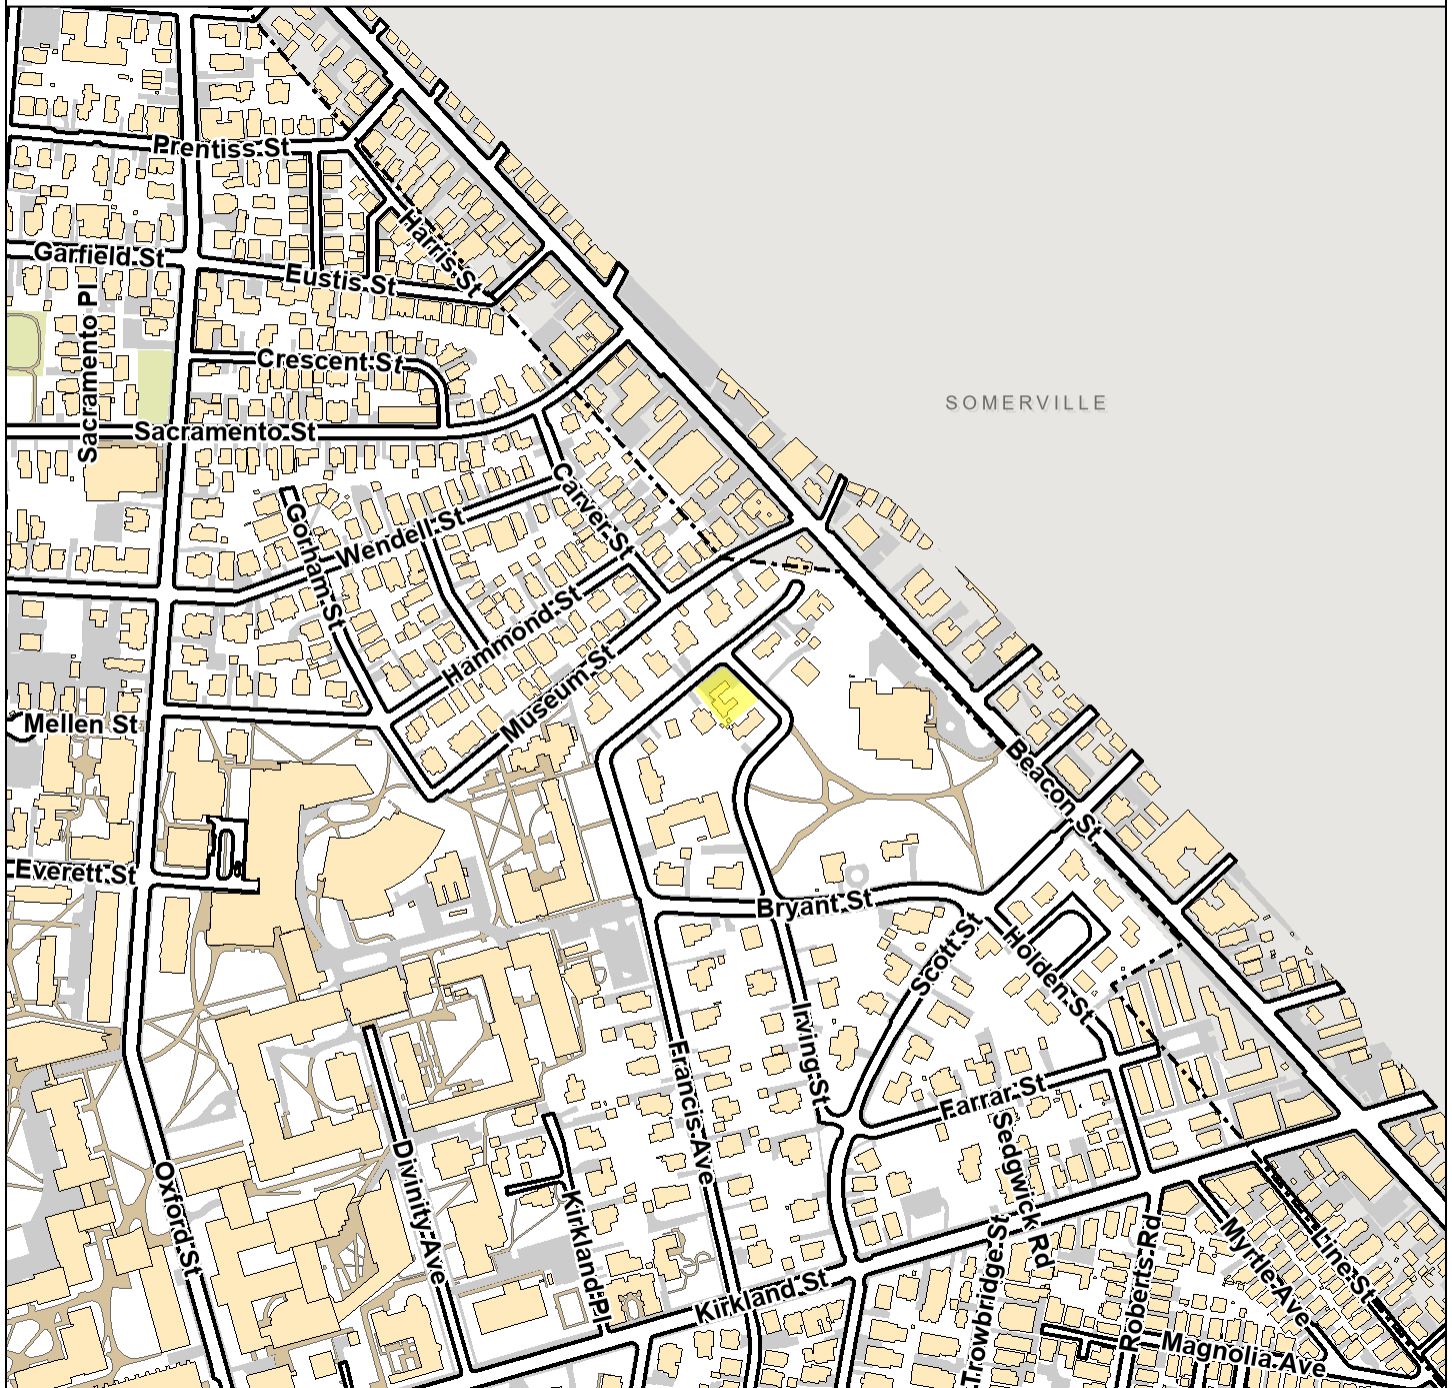 Prentiss St
Harris St
Garfield St
Eustis St
Sacramento Pl
Crescent St
SOMERVILLE
Sacramento St
Carver St
Gorham St
Wendell St
Hammond St
Museum St
Mellen St
Beacon St
Everett St
Bryant St
Scott St
Holden St
Irving St
Francis Ave
Farrar St
Sedgwick Rd
Divinity Ave
Oxford St
Kirkland Pl
Trowbridge St
Roberts Rd
Myrtle Ave
Line St
Kirkland St
Magnolia Ave